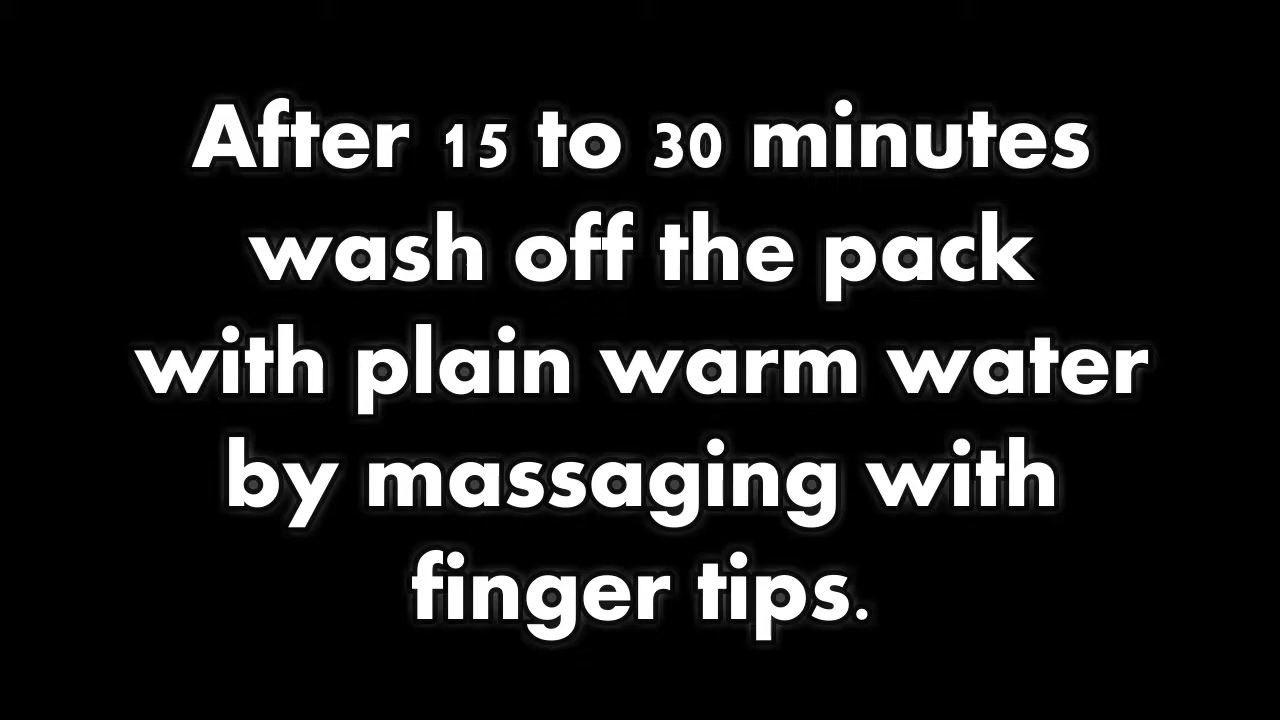 After 15 to 30 minutes
wash off the pack
with plain warm water
by massaging with
finger tips.